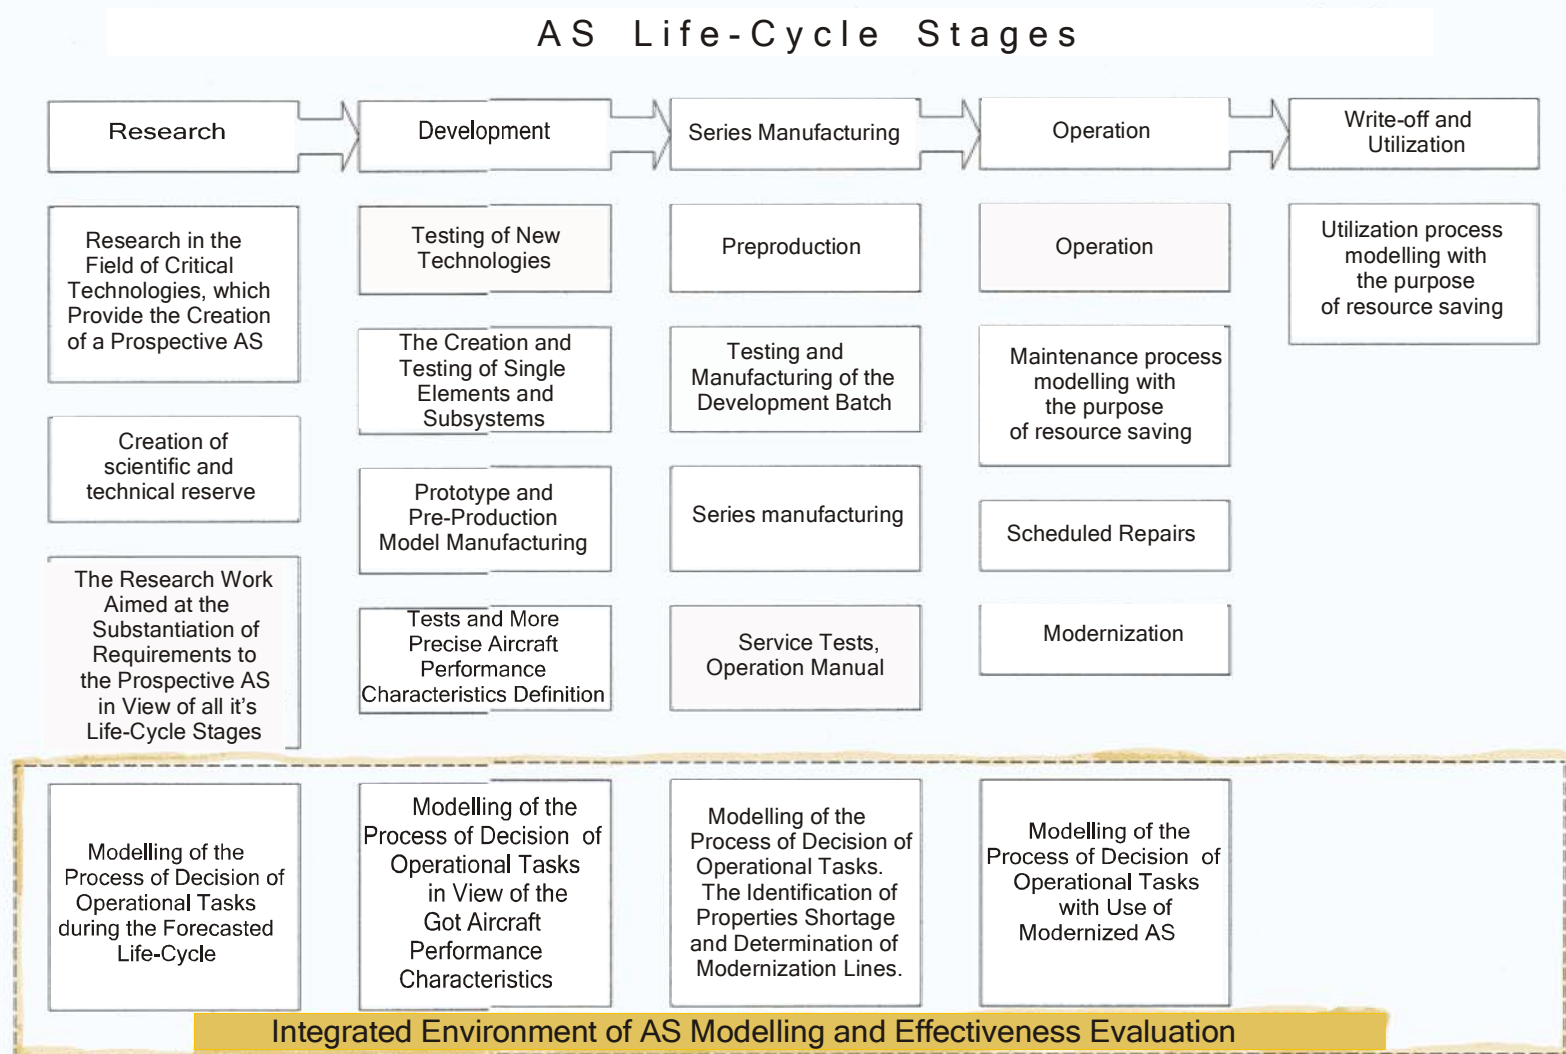 AS Life-Cycle Stages
Research
Development
Series Manufacturing
Operation
Write-off and
Utilization
Research in the
Field of Critical
Technologies, which
Provide the Creation
of a Prospective AS
Creation of
scientific and
technical reserve
The Research Work
Aimed at the
Substantiation of
Requirements to
the Prospective AS
in View of all it's
Life-Cycle Stages
Testing of New
Technologies
The Creation and
Testing of Single
Elements and
Subsystems
Prototype and
Pre-Production
Model Manufacturing
Tests and More
Precise Aircraft
Performance
Characteristics Definition
Preproduction
Testing and
Manufacturing of the
Development Batch
Series manufacturing
Service Tests,
Operation Manual
Operation
Maintenance process
modelling with
the purpose
of resource saving
Scheduled Repairs
Modernization
Utilization process
modelling with
the purpose
of resource saving
Modelling of the
Process of Decision of
Operational Tasks
during the Forecasted
Life-Cycle
Modelling of the
Process of Decision of
Operational Tasks
in View of the
Got Aircraft
Performance
Characteristics
Modelling of the
Process of Decision of
Operational Tasks.
The Identification of
Properties Shortage
and Determination of
Modernization Lines.
Modelling of the
Process of Decision of
Operational Tasks
with Use of
Modernized AS
Integrated Environment of AS Modelling and Effectiveness Evaluation